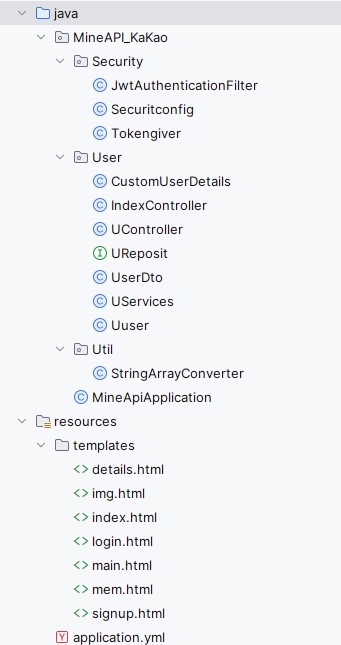 java
MineAPI_KaKao
Security
JwtAuthenticationFilter
Securitconfig
Tokengiver
User
CustomUserDetails
IndexController
UController
UReposit
UserDto
UServices
Uuser
Util
StringArrayConverter
MineApiApplication
resources
templates
details.html
img.html
index.html
login.html
main.html
mem.html
signup.html
application.yml